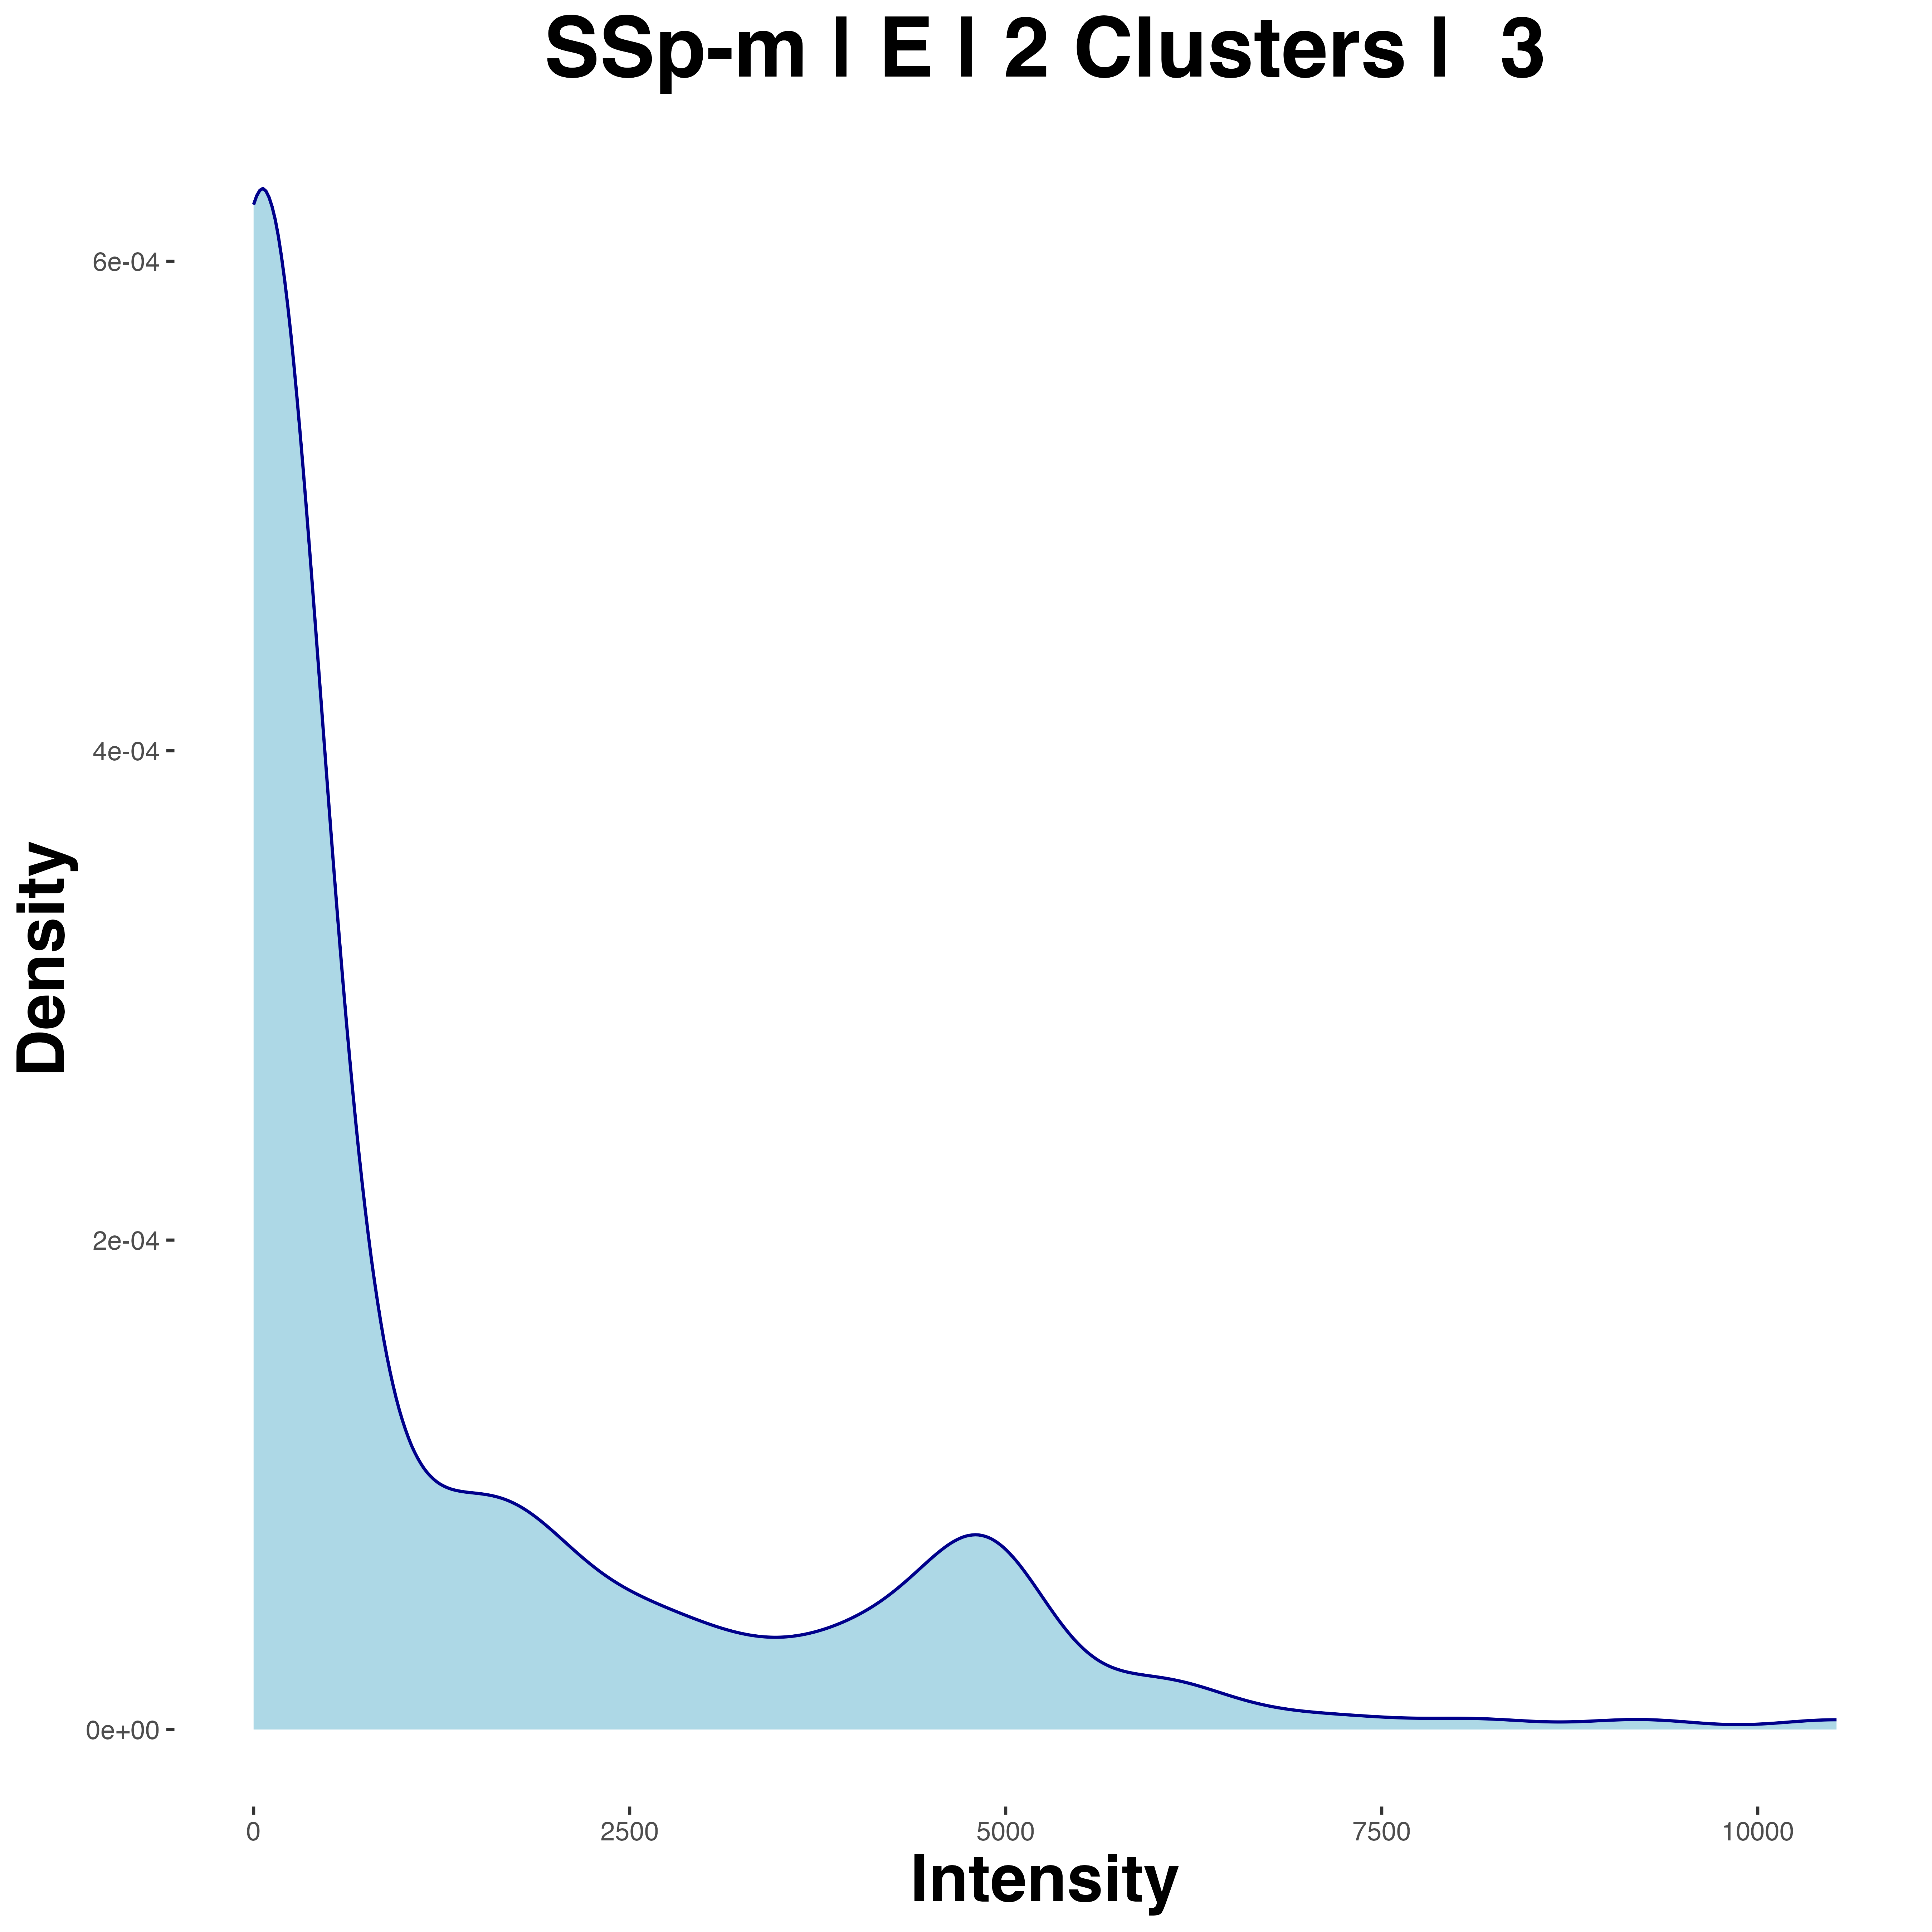 SSp-m | E | 2 Clusters | 3
Density
6e-04
4e-04
2e-04
0e+00
0 2500 5000 7500 10000
Intensity